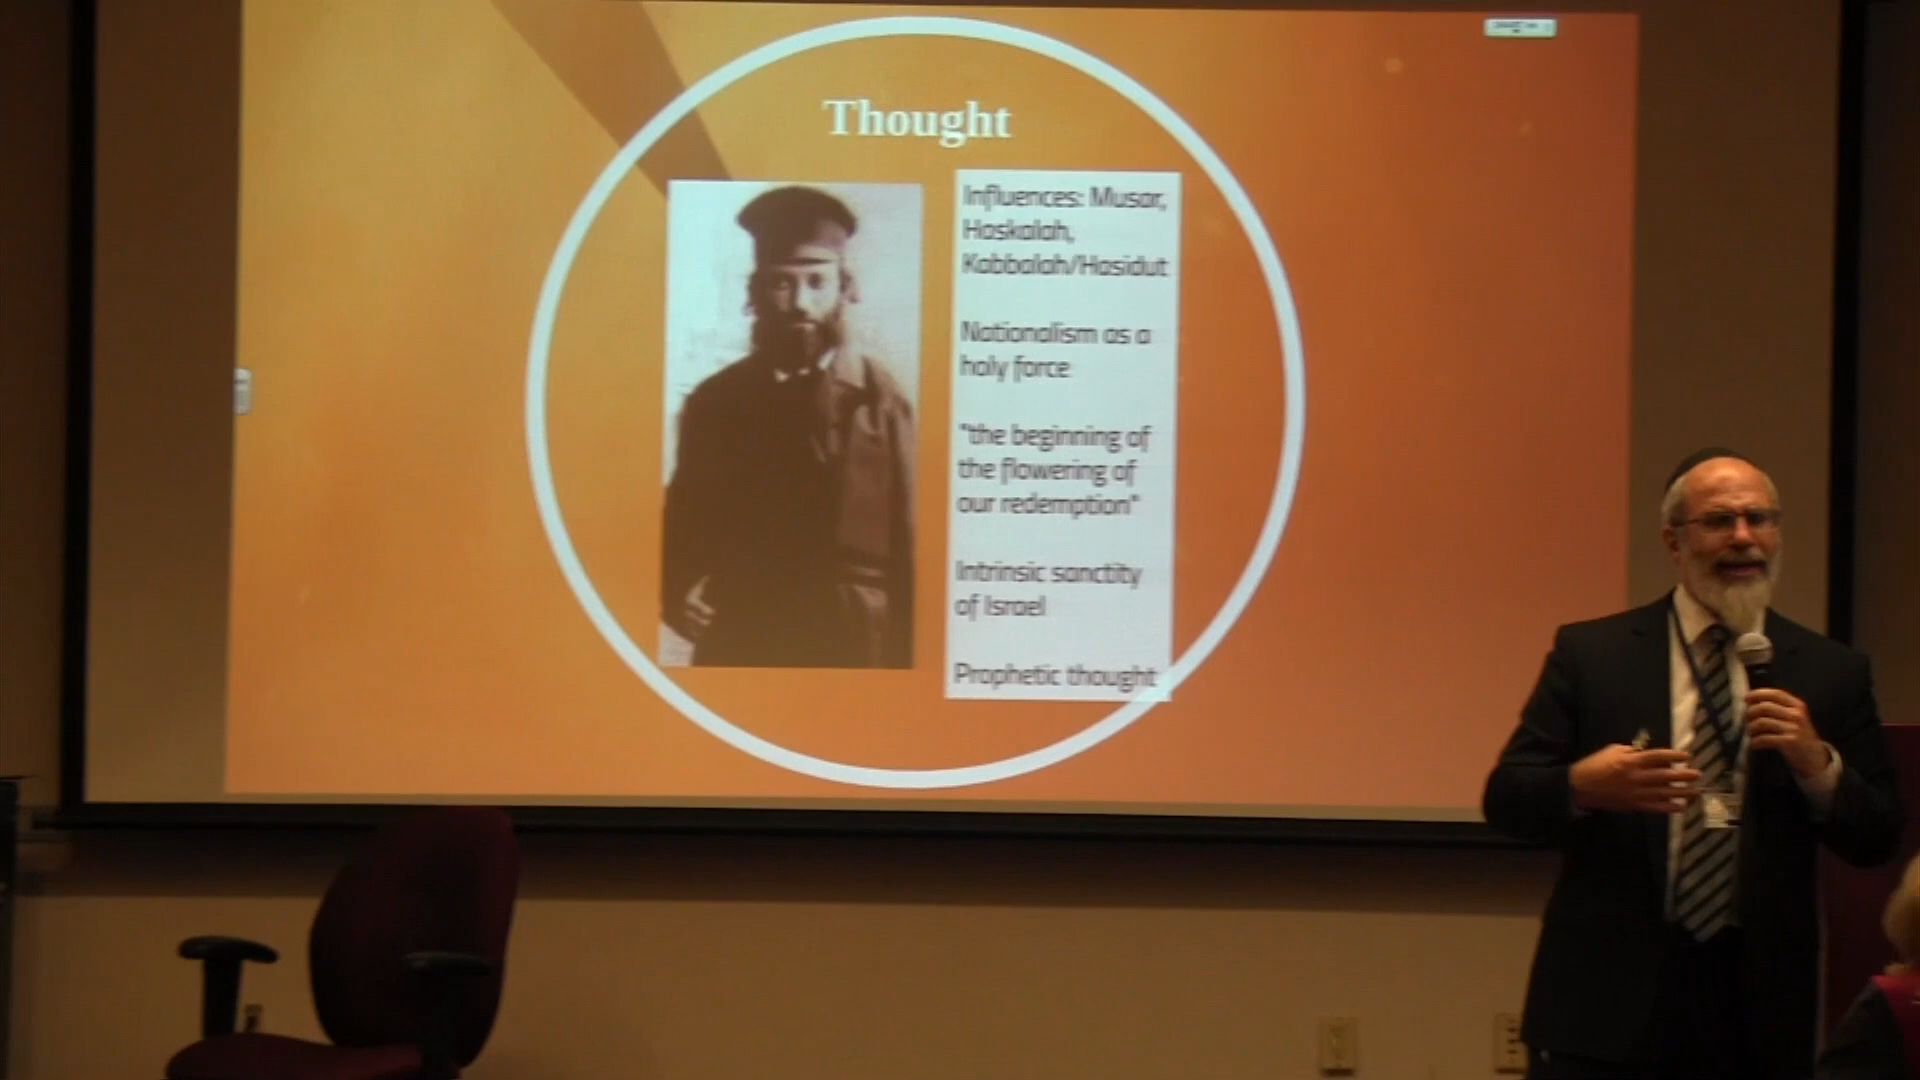 Thought
Influences: Musar,
Haskalah,
Kabbalah/Hasidut
Nationalism as a
holy force
"the beginning of
the flowering of
our redemption"
Intrinsic sanctity
of Israel
Prophetic thought